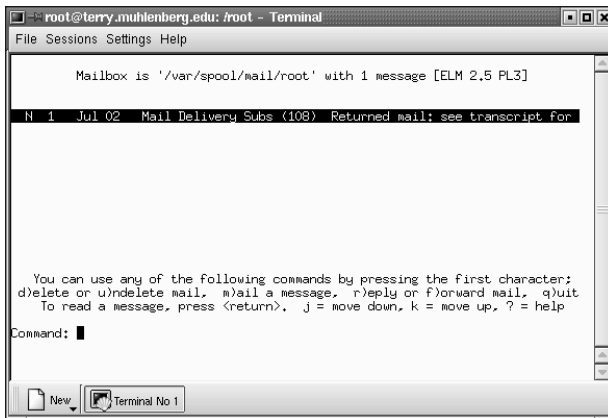 root@terry.muhlenberg.edu: /root - Terminal
File Sessions Settings Help
Mailbox is '/var/spool/mail/root' with 1 message [ELM 2.5 PL3]
N 1 Jul 02 Mail Delivery Subs (108) Returned mail: see transcript for
You can use any of the following commands by pressing the first character;
d)elete or u)ndelete mail, m)ail a message, r)eply or f)orward mail, q)uit
To read a message, press <return>. j = move down, k = move up, ? = help
Command:
New Terminal No 1